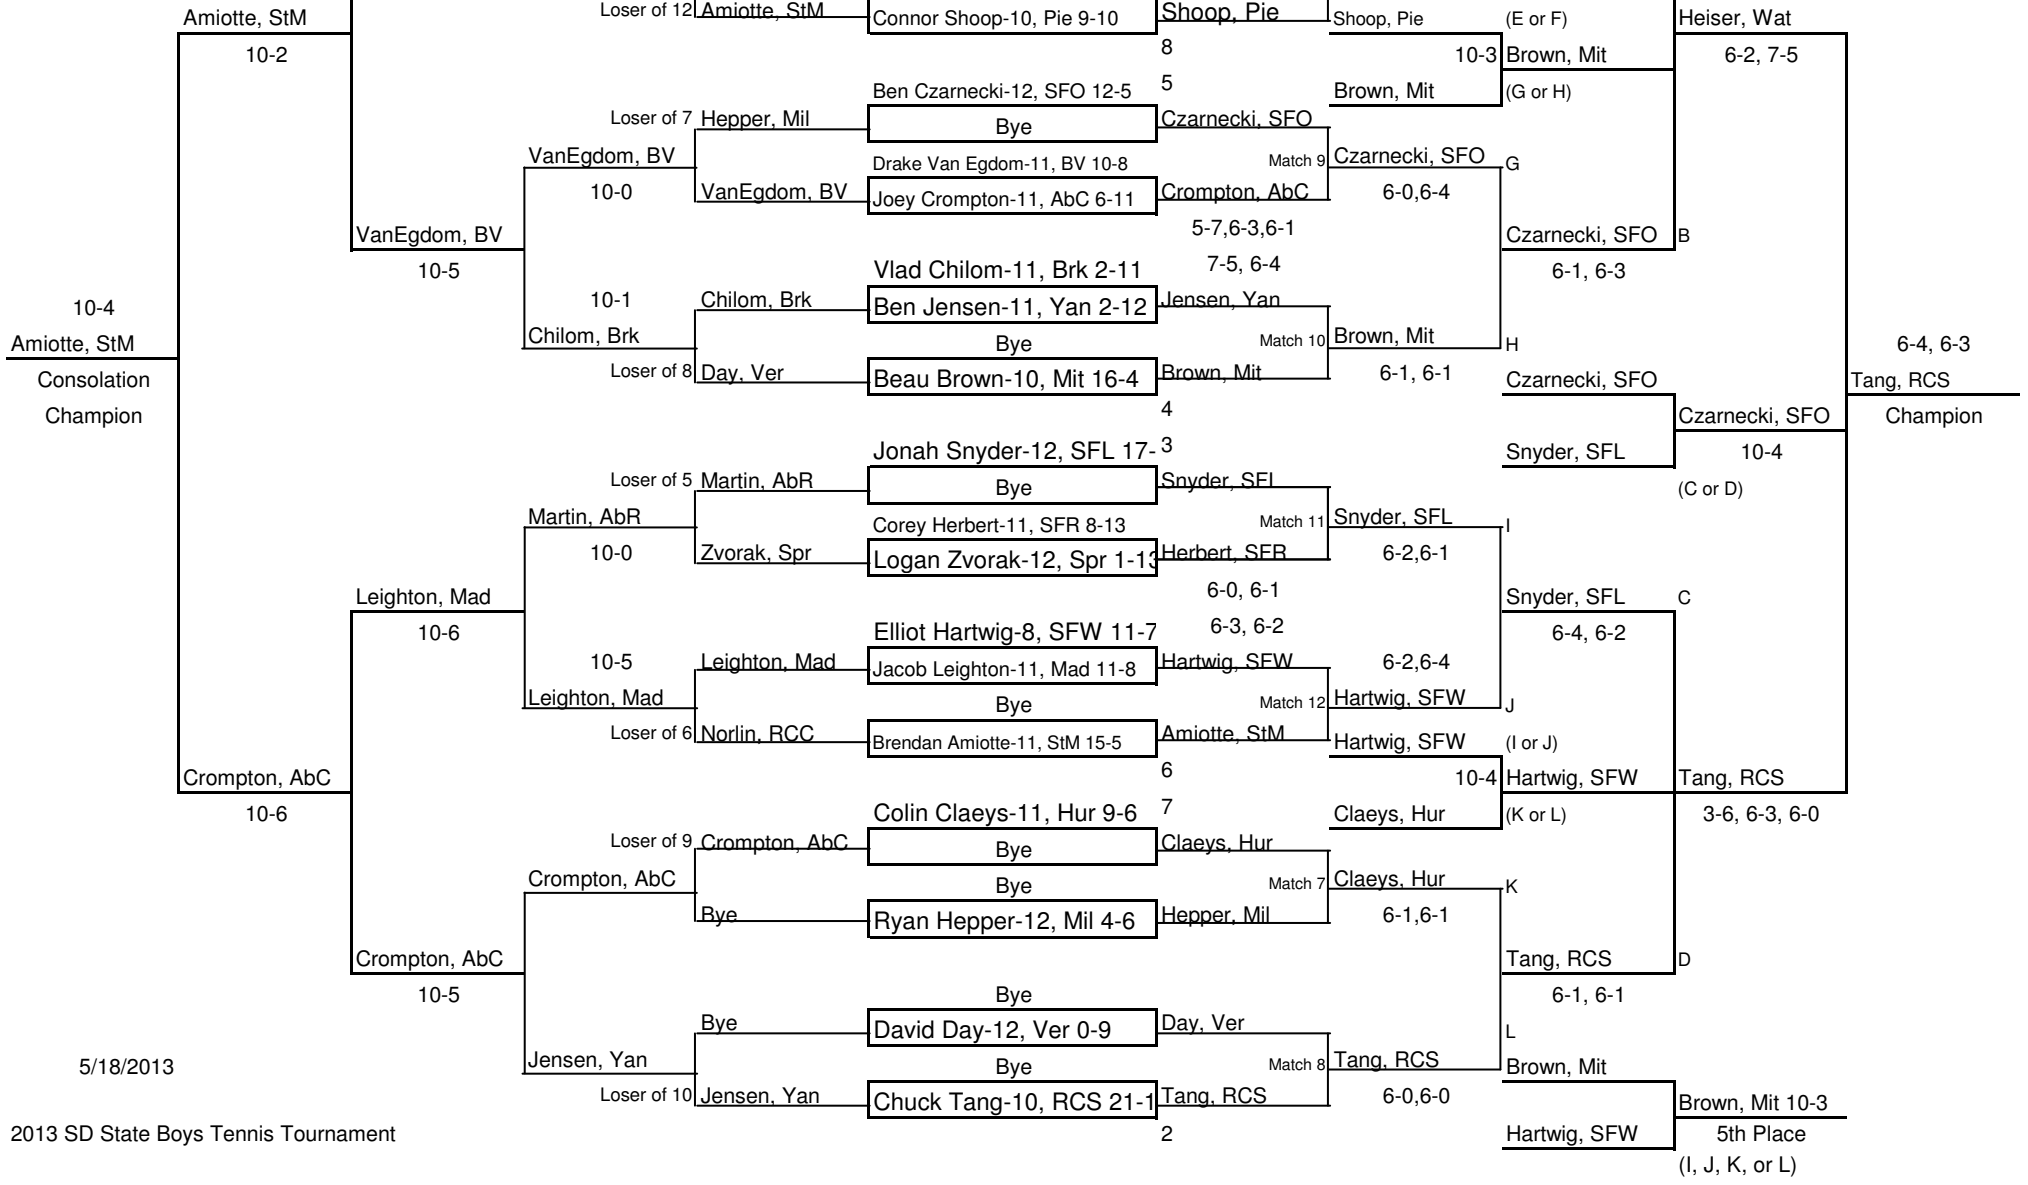 Amiotte, StM
10-2
Loser of 12
Amiotte, StM
Connor Shoop-10, Pie 9-10
Shoop, Pie
8
Shoop, Pie
(E or F)
10-3
Brown, Mit
Brown, Mit
(G or H)
Heiser, Wat
6-2, 7-5
Ben Czarnecki-12, SFO 12-5
5
Loser of 7
Hepper, Mil
Bye
Czarnecki, SFO
VanEgdom, BV
10-0
Drake Van Egdom-11, BV 10-8
Match 9
Czarnecki, SFO
G
VanEgdom, BV
Joey Crompton-11, AbC 6-11
Crompton, AbC
6-0,6-4
5-7,6-3,6-1
VanEgdom, BV
10-5
Czarnecki, SFO
B
6-1, 6-3
7-5, 6-4
Vlad Chilom-11, Brk 2-11
10-1
Chilom, Brk
Ben Jensen-11, Yan 2-12
Jensen, Yan
10-4
Amiotte, StM
Consolation
Champion
Chilom, Brk
Bye
Match 10
Brown, Mit
H
6-4, 6-3
Loser of 8
Day, Ver
Beau Brown-10, Mit 16-4
Brown, Mit
6-1, 6-1
Czarnecki, SFO
Tang, RCS
Champion
4
Czarnecki, SFO
10-4
Jonah Snyder-12, SFL 17-
3
Snyder, SFL
(C or D)
Loser of 5
Martin, AbR
Bye
Snyder, SFL
Martin, AbR
10-0
Corey Herbert-11, SFR 8-13
Match 11
Snyder, SFL
I
Zvorak, Spr
Logan Zvorak-12, Spr 1-13
Herbert, SFR
6-2,6-1
6-0, 6-1
Leighton, Mad
10-6
Snyder, SFL
C
6-4, 6-2
6-3, 6-2
Elliot Hartwig-8, SFW 11-7
10-5
Leighton, Mad
Jacob Leighton-11, Mad 11-8
Hartwig, SFW
6-2,6-4
Leighton, Mad
Bye
Match 12
Hartwig, SFW
J
Loser of 6
Norlin, RCC
Brendan Amiotte-11, StM 15-5
Amiotte, StM
Hartwig, SFW
(I or J)
6
Crompton, AbC
10-6
10-4
Hartwig, SFW
Tang, RCS
3-6, 6-3, 6-0
Colin Claeys-11, Hur 9-6
7
Claeys, Hur
(K or L)
Loser of 9
Crompton, AbC
Bye
Claeys, Hur
Crompton, AbC
Bye
Match 7
Claeys, Hur
K
Bye
Ryan Hepper-12, Mil 4-6
Hepper, Mil
6-1,6-1
Crompton, AbC
10-5
Tang, RCS
D
6-1, 6-1
Bye
Bye
David Day-12, Ver 0-9
Day, Ver
L
Jensen, Yan
Bye
Match 8
Tang, RCS
Brown, Mit
Loser of 10
Jensen, Yan
Chuck Tang-10, RCS 21-1
Tang, RCS
6-0,6-0
Brown, Mit 10-3
2
Hartwig, SFW
5th Place
(I, J, K, or L)
5/18/2013
2013 SD State Boys Tennis Tournament